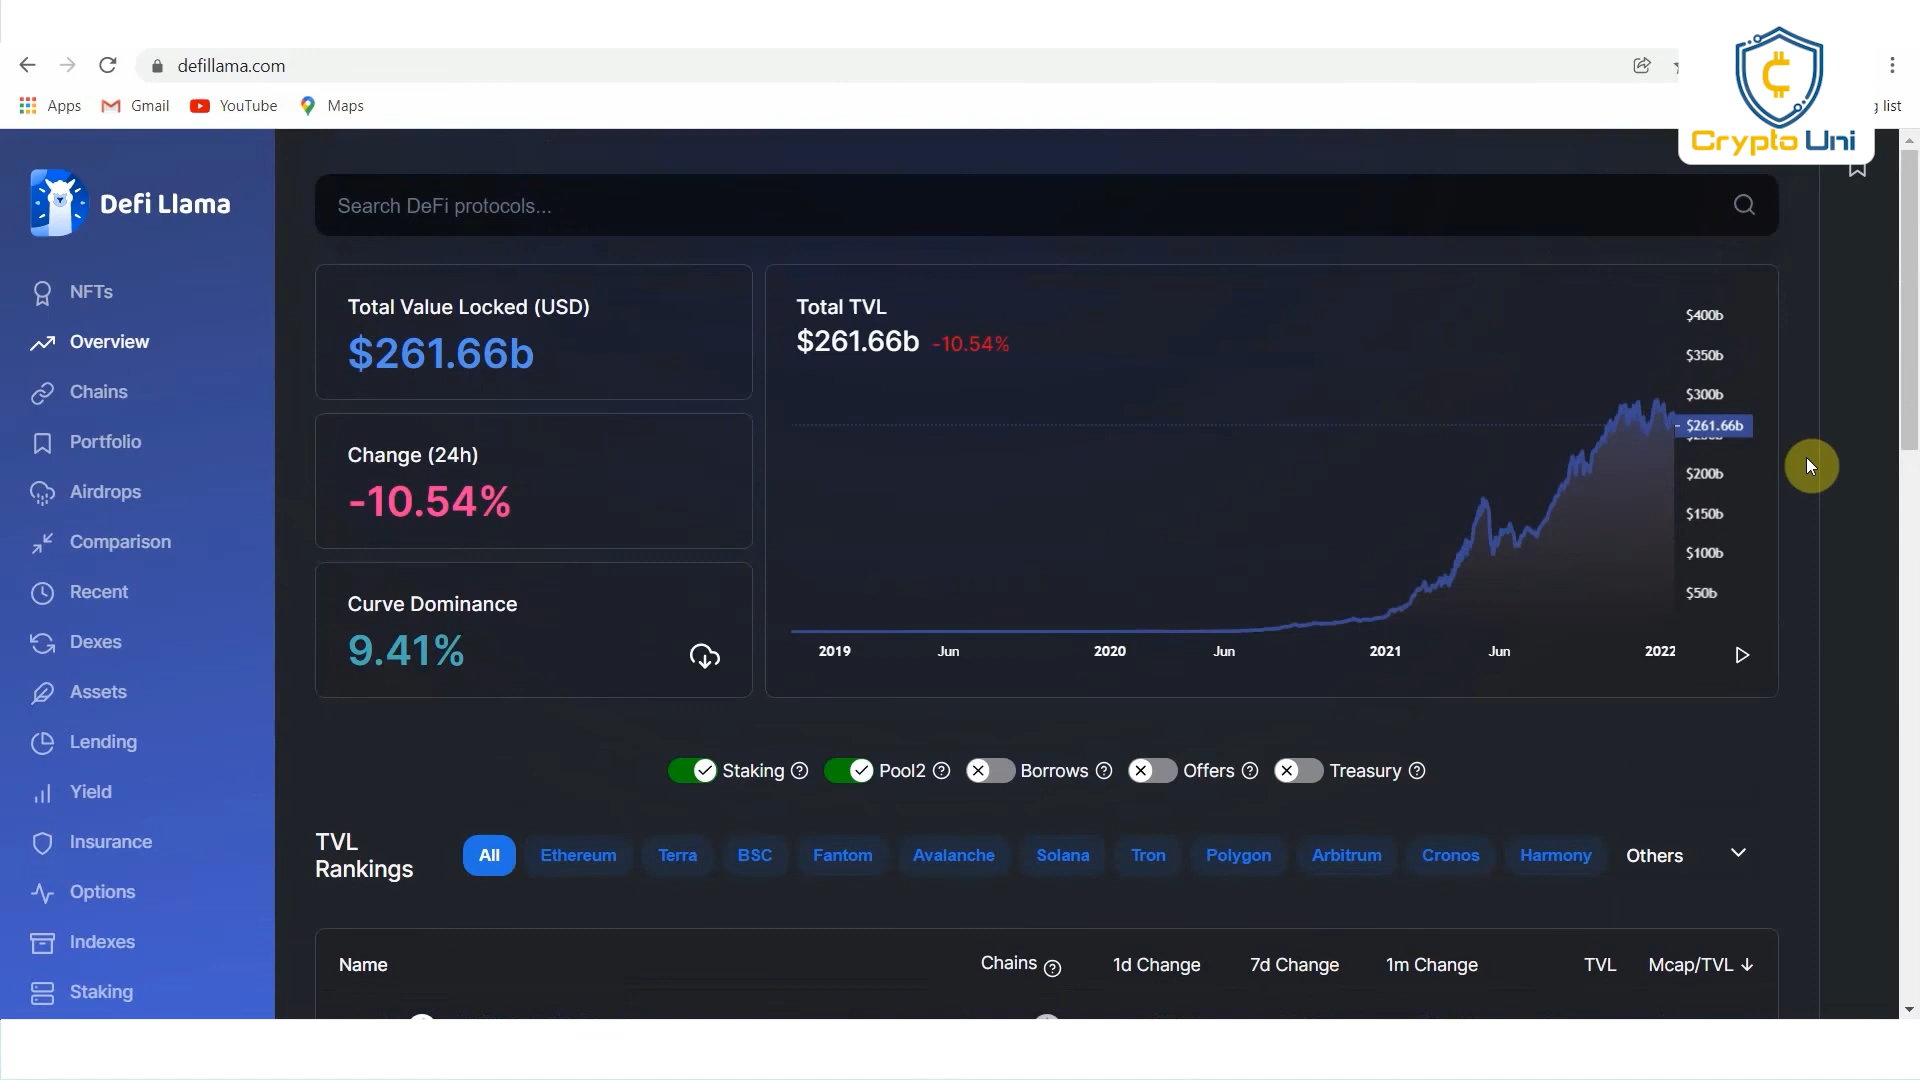 defillama.com
Apps
Gmail
YouTube
Maps
list
Crypto Uni
Defi Llama
NFTs
Overview
Chains
Portfolio
Airdrops
Comparison
Recent
Dexes
Assets
Lending
Yield
Insurance
Options
Indexes
Staking
Search DeFi protocols...
Total Value Locked (USD)
$261.66b
Change (24h)
-10.54%
Curve Dominance
9.41%
Total TVL
$261.66b -10.54%
$400b
$350b
$300b
$261.66b
$200b
$150b
$100b
$50b
2019 Jun 2020 Jun 2021 Jun 2022
Staking Pool2 Borrows Offers Treasury
TVL
Rankings
All Ethereum Terra BSC Fantom Avalanche Solana Tron Polygon Arbitrum Cronos Harmony Others
Name Chains 1d Change 7d Change 1m Change TVL Mcap/TVL